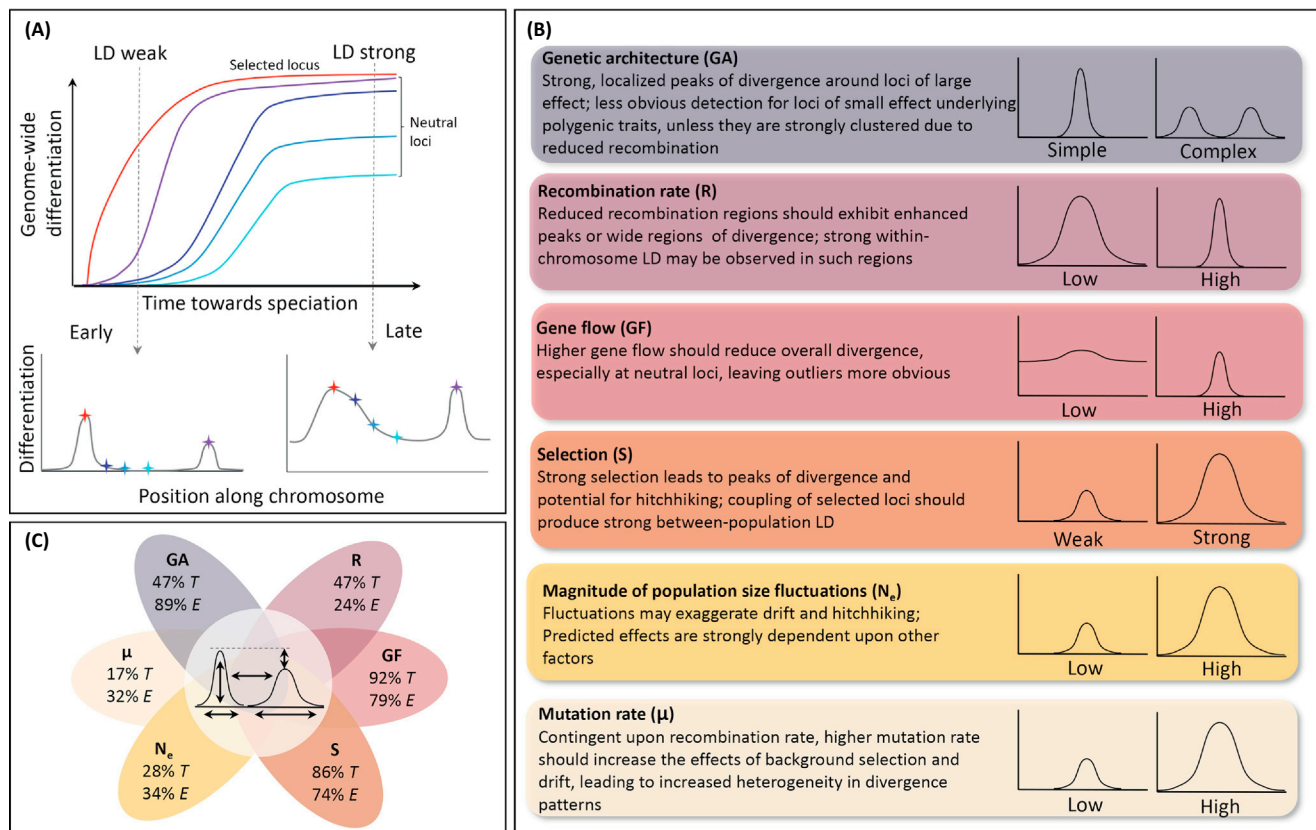 (A)
LD weak
LD strong
Selected locus
Neutral
loci
Genome-wide
differentiation
Time towards speciation
Early
Late
Differentiation
Position along chromosome
(B)
Genetic architecture (GA)
Strong, localized peaks of divergence around loci of large
effect; less obvious detection for loci of small effect underlying
polygenic traits, unless they are strongly clustered due to
reduced recombination
Simple
Complex
Recombination rate (R)
Reduced recombination regions should exhibit enhanced
peaks or wide regions of divergence; strong within-
chromosome LD may be observed in such regions
Low
High
Gene flow (GF)
Higher gene flow should reduce overall divergence,
especially at neutral loci, leaving outliers more obvious
Low
High
Selection (S)
Strong selection leads to peaks of divergence and
potential for hitchhiking; coupling of selected loci should
produce strong between-population LD
Weak
Strong
Magnitude of population size fluctuations (Nₑ)
Fluctuations may exaggerate drift and hitchhiking;
Predicted effects are strongly dependent upon other
factors
Low
High
Mutation rate (μ)
Contingent upon recombination rate, higher mutation rate
should increase the effects of background selection and
drift, leading to increased heterogeneity in divergence
patterns
Low
High
(C)
GA
47% T
89% E
R
47% T
24% E
μ
17% T
32% E
GF
92% T
79% E
Nₑ
28% T
34% E
S
86% T
74% E